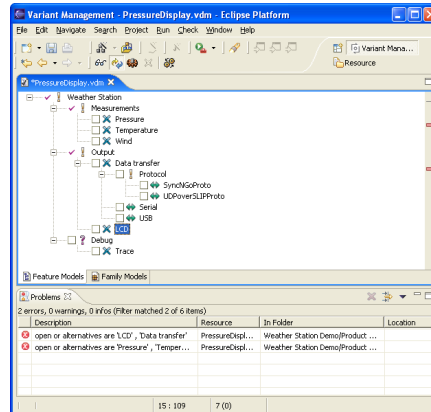 Variant Management - PressureDisplay.vdm - Eclipse Platform
File Edit Navigate Search Project Run Check Window Help
Variant Mana...
Resource
*PressureDisplay.vdm
Weather Station
Measurements
Pressure
Temperature
Wind
Output
Data transfer
Protocol
SyncNGoProto
UDPoverSLIPProto
Serial
USB
LCD
Debug
Trace
Feature Models Family Models
Problems
2 errors, 0 warnings, 0 infos (Filter matched 2 of 6 items)
Description Resource In Folder Location
open or alternatives are 'LCD' , 'Data transfer' PressureDispl... Weather Station Demo/Product ...
open or alternatives are 'Pressure' , 'Temper... PressureDispl... Weather Station Demo/Product ...
15 : 109 7 (0)